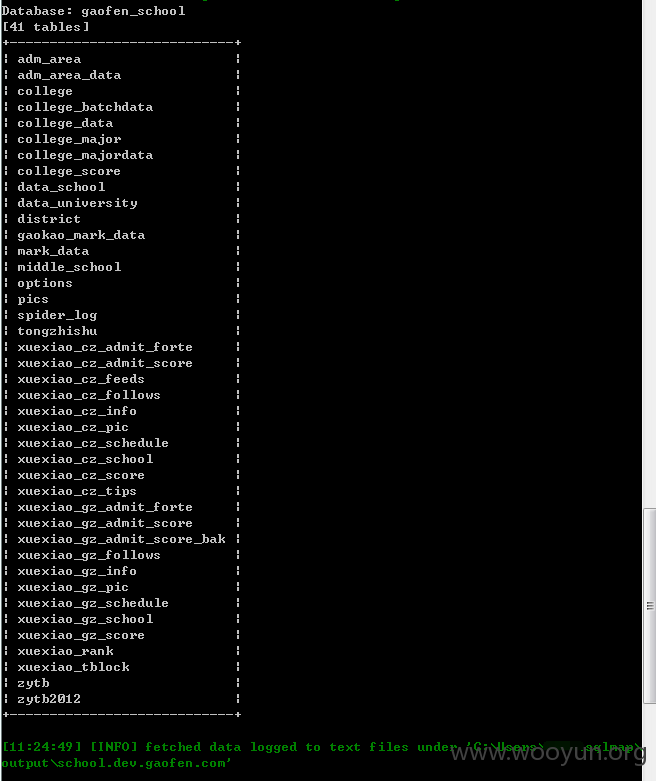 Database: gaofen_school
[41 tables]
+----------------------------+
¦ adm_area ¦
¦ adm_area_data ¦
¦ college ¦
¦ college_batchdata ¦
¦ college_data ¦
¦ college_major ¦
¦ college_majordata ¦
¦ college_score ¦
¦ data_school ¦
¦ data_university ¦
¦ district ¦
¦ gaokao_mark_data ¦
¦ mark_data ¦
¦ middle_school ¦
¦ options ¦
¦ pics ¦
¦ spider_log ¦
¦ tongzhishu ¦
¦ xuexiao_cz_admit_forte ¦
¦ xuexiao_cz_admit_score ¦
¦ xuexiao_cz_feeds ¦
¦ xuexiao_cz_follows ¦
¦ xuexiao_cz_info ¦
¦ xuexiao_cz_pic ¦
¦ xuexiao_cz_schedule ¦
¦ xuexiao_cz_school ¦
¦ xuexiao_cz_score ¦
¦ xuexiao_cz_tips ¦
¦ xuexiao_gz_admit_forte ¦
¦ xuexiao_gz_admit_score ¦
¦ xuexiao_gz_admit_score_bak ¦
¦ xuexiao_gz_follows ¦
¦ xuexiao_gz_info ¦
¦ xuexiao_gz_pic ¦
¦ xuexiao_gz_schedule ¦
¦ xuexiao_gz_school ¦
¦ xuexiao_gz_score ¦
¦ xuexiao_rank ¦
¦ xuexiao_tblock ¦
¦ zytb ¦
¦ zytb2012 ¦
+----------------------------+
[11:24:49] [INFO] fetched data logged to text files under 'C:\Users\ .sqlmap\
output\school.dev.gaofen.com'
www.wooyun.org